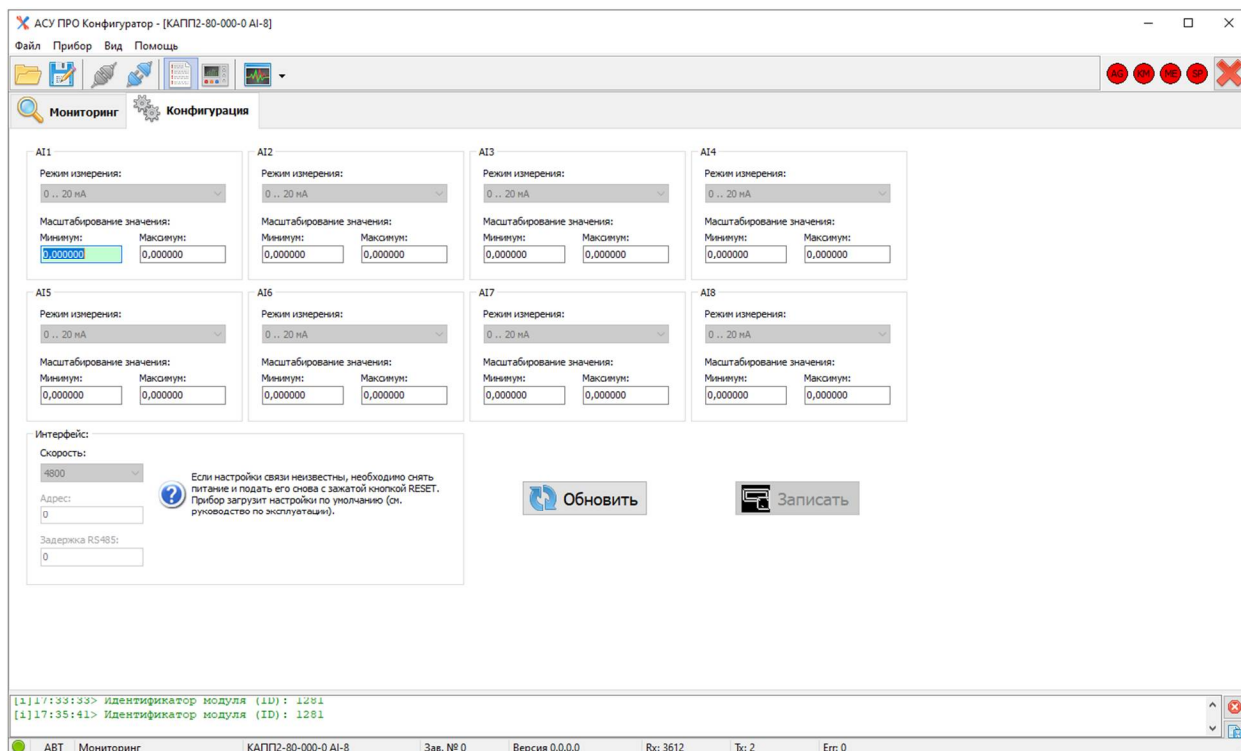 АСУ ПРО Конфигуратор - [КАПП2-80-000-0 AI-8]
Файл Прибор Вид Помощь
AG KM ME SP
Мониторинг Конфигурация
AI1 AI2 AI3 AI4
Режим измерения: Режим измерения: Режим измерения: Режим измерения:
0 .. 20 мА 0 .. 20 мА 0 .. 20 мА 0 .. 20 мА
Масштабирование значения: Масштабирование значения: Масштабирование значения: Масштабирование значения:
Минимум: Максимум: Минимум: Максимум: Минимум: Максимум: Минимум: Максимум:
0,000000 0,000000 0,000000 0,000000 0,000000 0,000000 0,000000 0,000000
AI5 AI6 AI7 AI8
Режим измерения: Режим измерения: Режим измерения: Режим измерения:
0 .. 20 мА 0 .. 20 мА 0 .. 20 мА 0 .. 20 мА
Масштабирование значения: Масштабирование значения: Масштабирование значения: Масштабирование значения:
Минимум: Максимум: Минимум: Максимум: Минимум: Максимум: Минимум: Максимум:
0,000000 0,000000 0,000000 0,000000 0,000000 0,000000 0,000000 0,000000
Интерфейс:
Скорость:
4800
Адрес:
0
Задержка RS485:
0
Если настройки связи неизвестны, необходимо снять
питание и подать его снова с зажатой кнопкой RESET.
Прибор загрузит настройки по умолчанию (см.
руководство по эксплуатации).
Обновить Записать
[i]17:33:33> Идентификатор модуля (ID): 1281
[i]17:35:41> Идентификатор модуля (ID): 1281
АВТ Мониторинг КАПП2-80-000-0 AI-8 Зав. № 0 Версия 0.0.0.0 Rx: 3612 Tx: 2 Err: 0